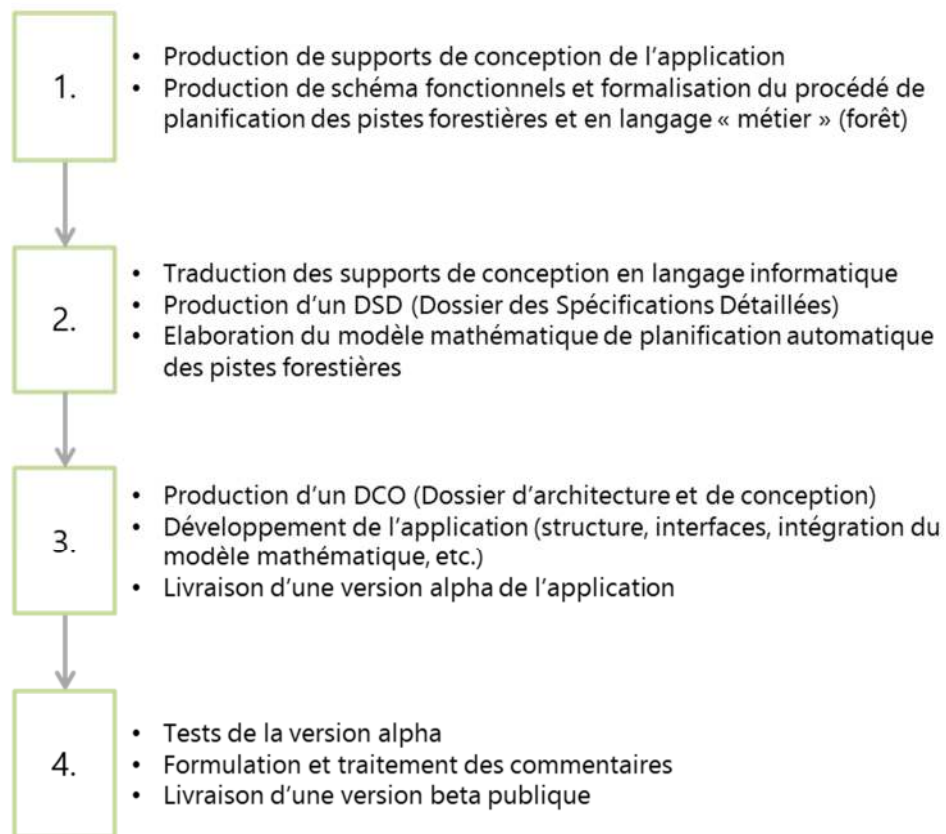 1.
• Production de supports de conception de l'application
• Production de schéma fonctionnels et formalisation du procédé de
planification des pistes forestières et en langage « métier » (forêt)
2.
• Traduction des supports de conception en langage informatique
• Production d'un DSD (Dossier des Spécifications Détaillées)
• Elaboration du modèle mathématique de planification automatique
des pistes forestières
3.
• Production d'un DCO (Dossier d'architecture et de conception)
• Développement de l'application (structure, interfaces, intégration du
modèle mathématique, etc.)
• Livraison d'une version alpha de l'application
4.
• Tests de la version alpha
• Formulation et traitement des commentaires
• Livraison d'une version beta publique